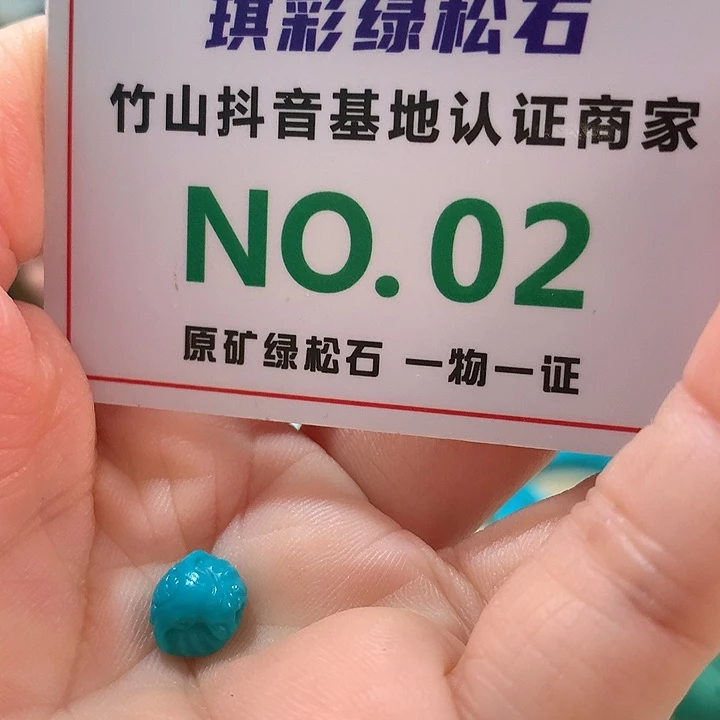 琪彩绿松石
竹山抖音基地认证商家
NO.02
原矿绿松石 一物一证